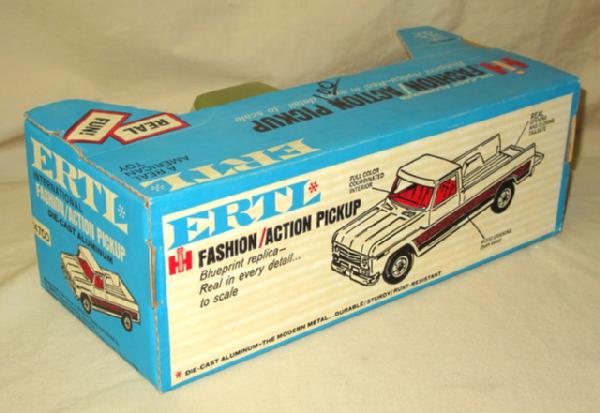 REAL
FUN!
A REAL
AMERICAN TOY
ERTL
INTERNATIONAL
FASHION/ACTION PICKUP
DIE-CAST ALUMINUM
FASHION/ACTION PICKUP
ERTL
ERTL*
IH FASHION/ACTION PICKUP
Blueprint replica—
Real in every detail...
to scale
FULL COLOR
COORDINATED
INTERIOR
* DIE-CAST ALUMINUM—THE MODERN METAL...DURABLE/STURDY/RUST-RESISTANT